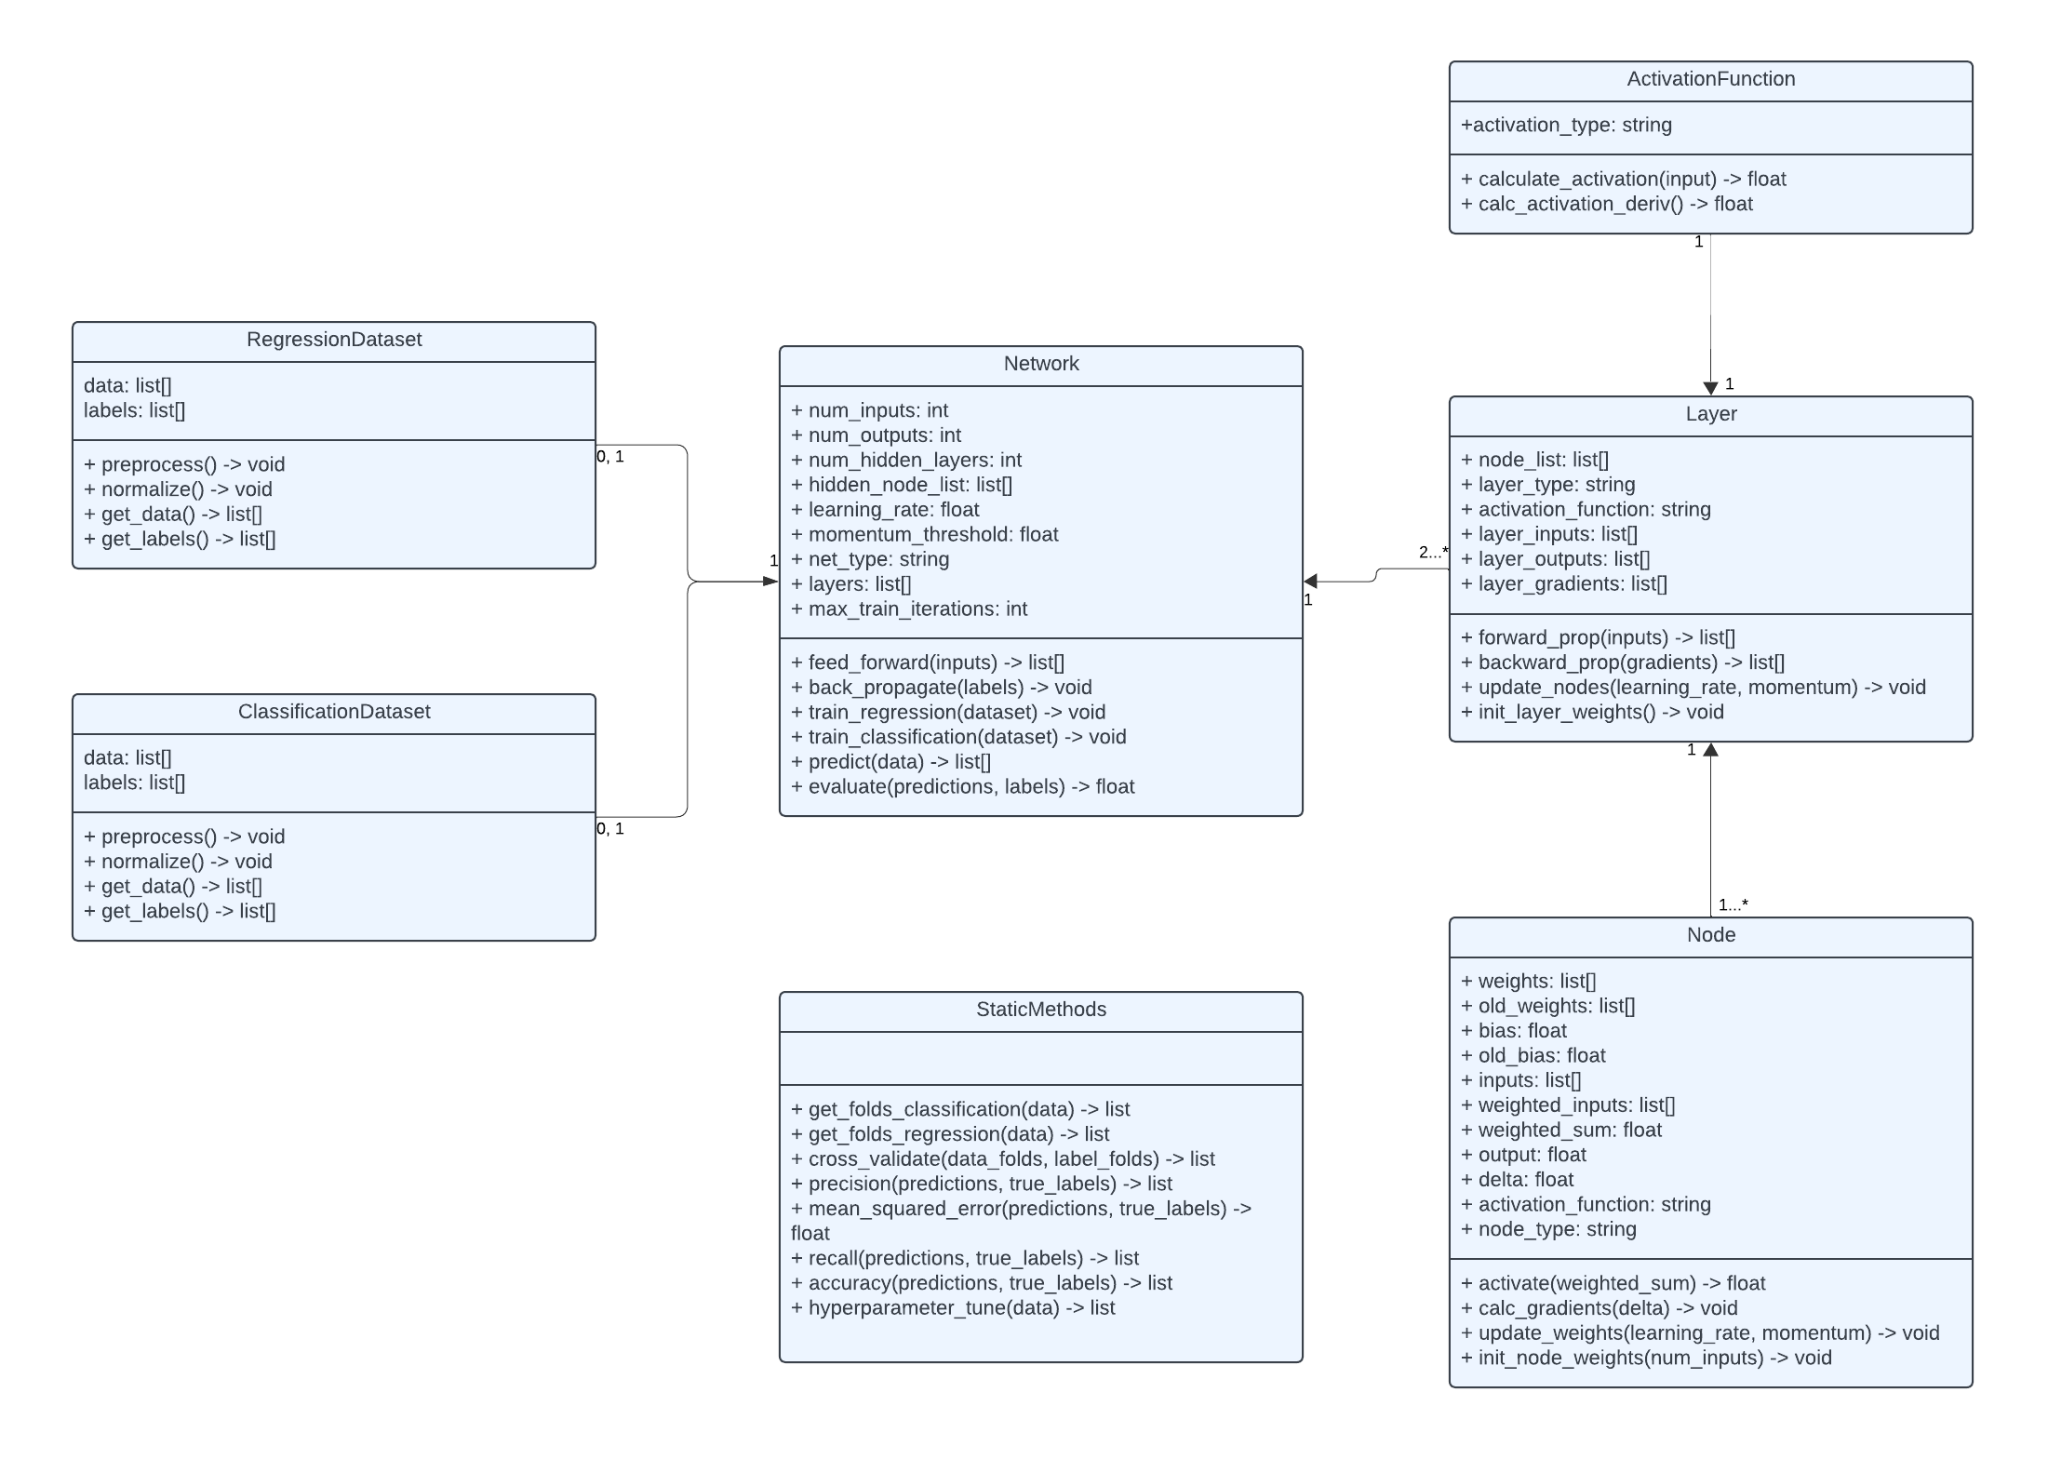 ActivationFunction
+activation_type: string
+ calculate_activation(input) -> float
+ calc_activation_deriv() -> float
1
1
RegressionDataset
data: list[]
labels: list[]
+ preprocess() -> void
+ normalize() -> void
+ get_data() -> list[]
+ get_labels() -> list[]
0, 1
ClassificationDataset
data: list[]
labels: list[]
+ preprocess() -> void
+ normalize() -> void
+ get_data() -> list[]
+ get_labels() -> list[]
0, 1
1
Network
+ num_inputs: int
+ num_outputs: int
+ num_hidden_layers: int
+ hidden_node_list: list[]
+ learning_rate: float
+ momentum_threshold: float
+ net_type: string
+ layers: list[]
+ max_train_iterations: int
+ feed_forward(inputs) -> list[]
+ back_propagate(labels) -> void
+ train_regression(dataset) -> void
+ train_classification(dataset) -> void
+ predict(data) -> list[]
+ evaluate(predictions, labels) -> float
1
2...*
Layer
+ node_list: list[]
+ layer_type: string
+ activation_function: string
+ layer_inputs: list[]
+ layer_outputs: list[]
+ layer_gradients: list[]
+ forward_prop(inputs) -> list[]
+ backward_prop(gradients) -> list[]
+ update_nodes(learning_rate, momentum) -> void
+ init_layer_weights() -> void
1
1...*
StaticMethods
+ get_folds_classification(data) -> list
+ get_folds_regression(data) -> list
+ cross_validate(data_folds, label_folds) -> list
+ precision(predictions, true_labels) -> list
+ mean_squared_error(predictions, true_labels) ->
float
+ recall(predictions, true_labels) -> list
+ accuracy(predictions, true_labels) -> list
+ hyperparameter_tune(data) -> list
Node
+ weights: list[]
+ old_weights: list[]
+ bias: float
+ old_bias: float
+ inputs: list[]
+ weighted_inputs: list[]
+ weighted_sum: float
+ output: float
+ delta: float
+ activation_function: string
+ node_type: string
+ activate(weighted_sum) -> float
+ calc_gradients(delta) -> void
+ update_weights(learning_rate, momentum) -> void
+ init_node_weights(num_inputs) -> void